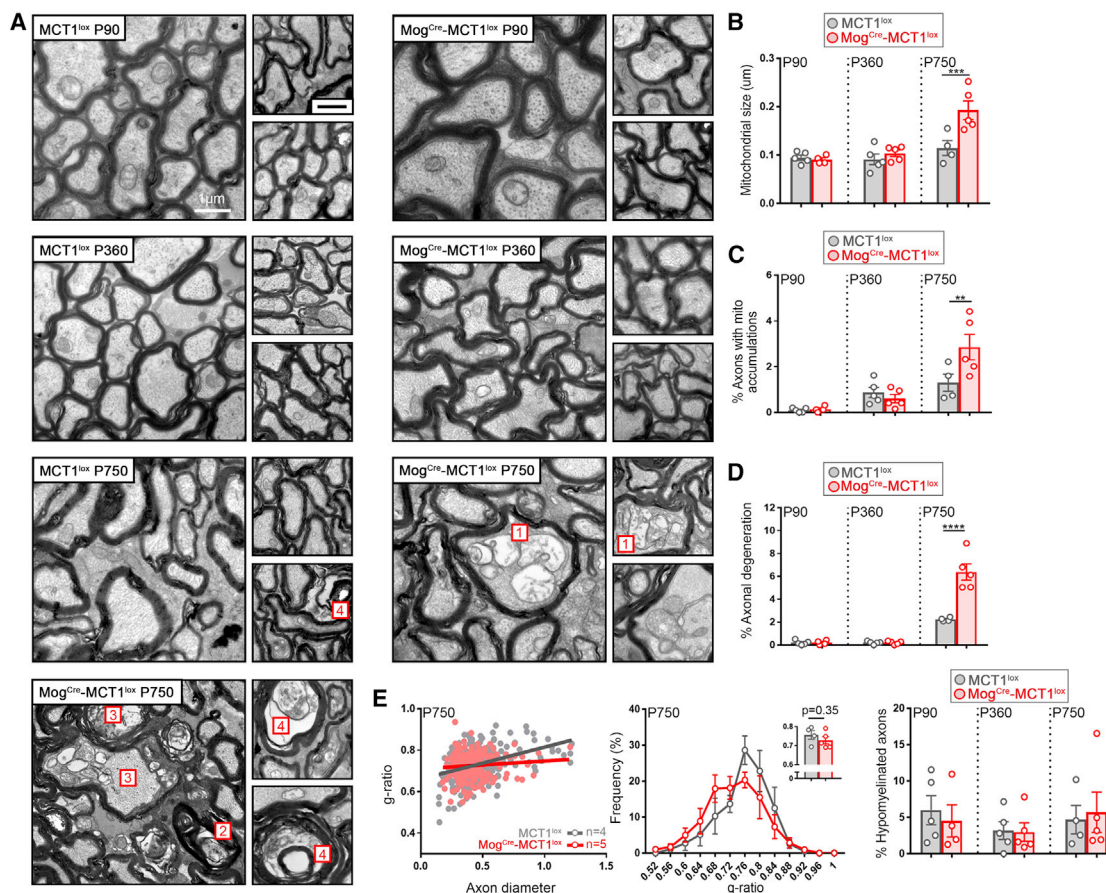 A
MCT1lox P90
1μm
MogCre-MCT1lox P90
MCT1lox P360
MogCre-MCT1lox P360
MCT1lox P750
4
MogCre-MCT1lox P750
1
1
MogCre-MCT1lox P750
3
3
2
4
4
B
MCT1lox
MogCre-MCT1lox
P90
P360
P750
***
Mitochondrial size (um)
0.3
0.2
0.1
0.0
C
MCT1lox
MogCre-MCT1lox
P90
P360
P750
**
% Axons with mito
accumulations
6
4
2
0
D
MCT1lox
MogCre-MCT1lox
P90
P360
P750
****
% Axonal degeneration
12
10
8
6
4
2
0
E
P750
g-ratio
1.0
0.8
0.6
0.4
MCT1lox n=4
MogCre-MCT1lox n=5
0.0
0.5
1.0
1.5
Axon diameter
P750
Frequency (%)
40
30
20
10
0
p=0.35
0.8
0.7
0.6
0.52
0.56
0.6
0.64
0.68
0.72
0.76
0.8
0.84
0.88
0.92
0.96
1
g-ratio
MCT1lox
MogCre-MCT1lox
P90
P360
P750
% Hypomyelinated axons
20
15
10
5
0